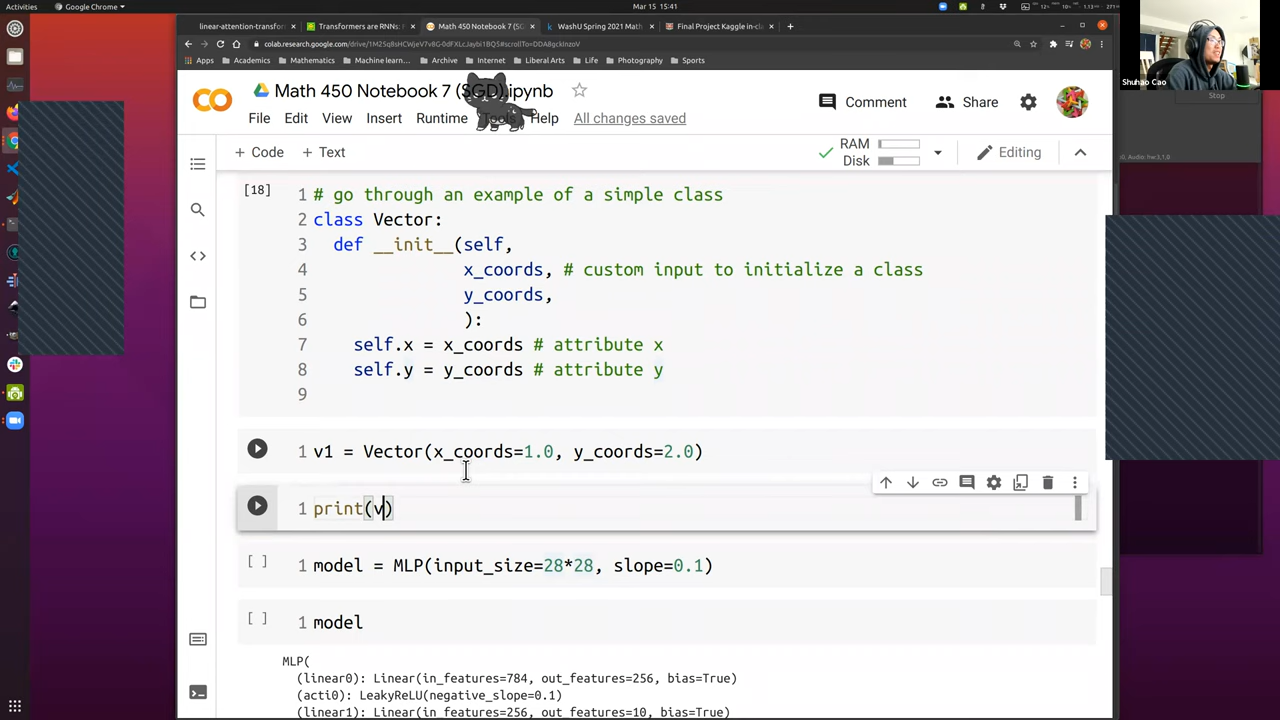 Activities
Google Chrome
Mar 15 15:41
linear-attention-transfor
Transformers are RNNs:
Math 450 Notebook 7 (SGD)
WashU Spring 2021 Math
Final Project Kaggle in-cla
Apps
Academics
Mathematics
Machine learn...
Archive
Internet
Liberal Arts
Life
Photography
Sports
Shuhao Cao
Stop
Math 450 Notebook 7 (SGD).ipynb
Comment
Share
File Edit View Insert Runtime Tools Help All changes saved
+ Code + Text
RAM
Disk
Editing
[18]
1 # go through an example of a simple class
2 class Vector:
3 def __init__(self,
4 x_coords, # custom input to initialize a class
5 y_coords,
6 ):
7 self.x = x_coords # attribute x
8 self.y = y_coords # attribute y
9
1 v1 = Vector(x_coords=1.0, y_coords=2.0)
1 print(v)
[ ] 1 model = MLP(input_size=28*28, slope=0.1)
[ ] 1 model
MLP(
(linear0): Linear(in_features=784, out_features=256, bias=True)
(acti0): LeakyReLU(negative_slope=0.1)
(linear1): Linear(in_features=256, out_features=10, bias=True)